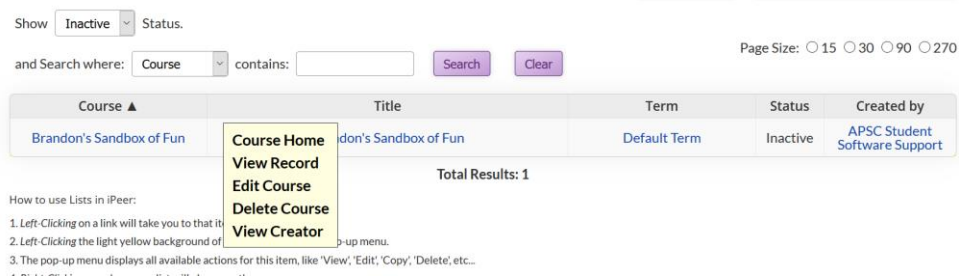 Show Inactive Status.
Page Size: 15 30 90 270
and Search where: Course contains: Search Clear
Course ▲ Title Term Status Created by
Brandon's Sandbox of Fun don's Sandbox of Fun Default Term Inactive APSC Student
Software Support
Course Home
View Record
Edit Course
Delete Course
View Creator
Total Results: 1
How to use Lists in iPeer:
1. Left-Clicking on a link will take you to that it
2. Left-Clicking the light yellow background of p-up menu.
3. The pop-up menu displays all available actions for this item, like 'View', 'Edit', 'Copy', 'Delete', etc...